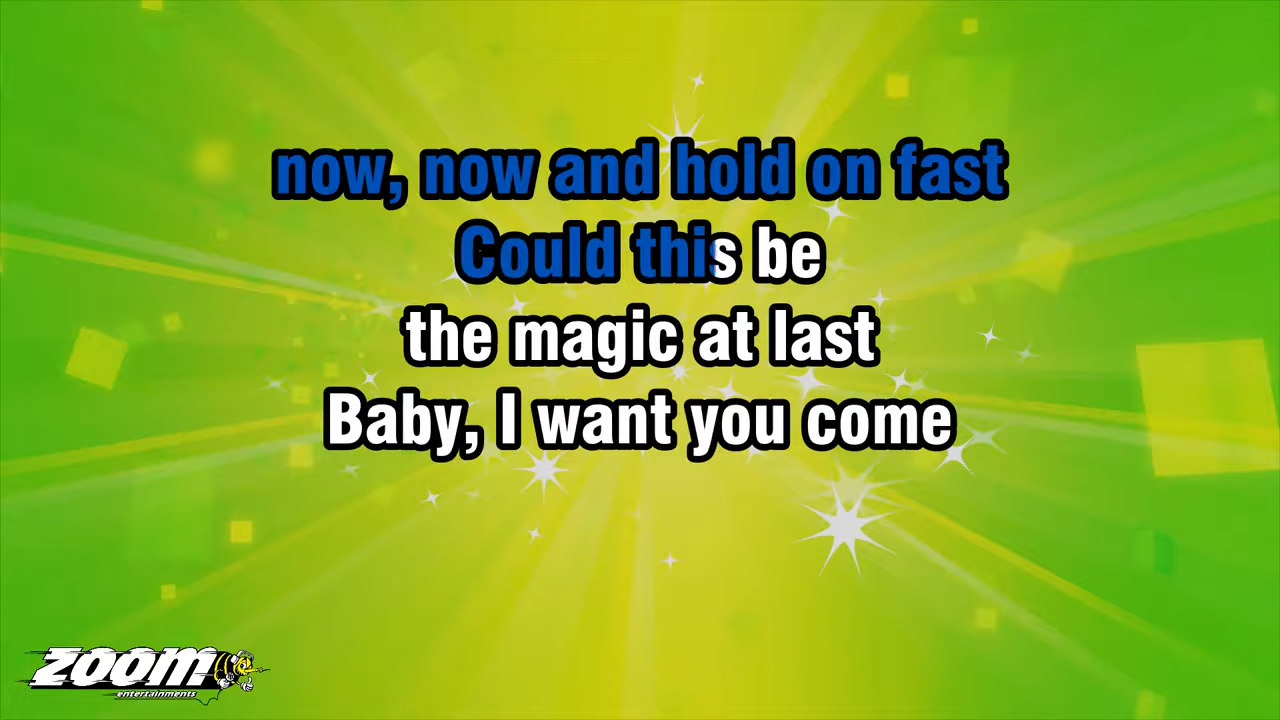 now, now and hold on fast
Could this be
the magic at last
Baby, I want you come
zoom
entertainments